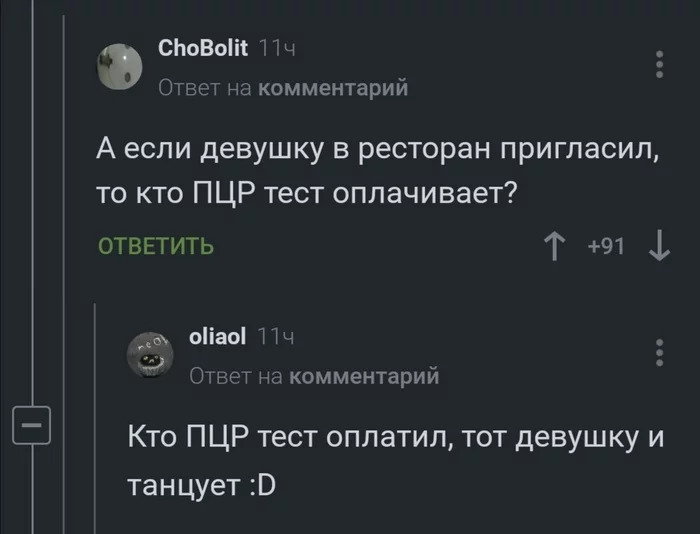 ChoBolit 11ч
Ответ на комментарий
А если девушку в ресторан пригласил,
то кто ПЦР тест оплачивает?
ОТВЕТИТЬ +91
oliaol 11ч
Ответ на комментарий
Кто ПЦР тест оплатил, тот девушку и
танцует :D